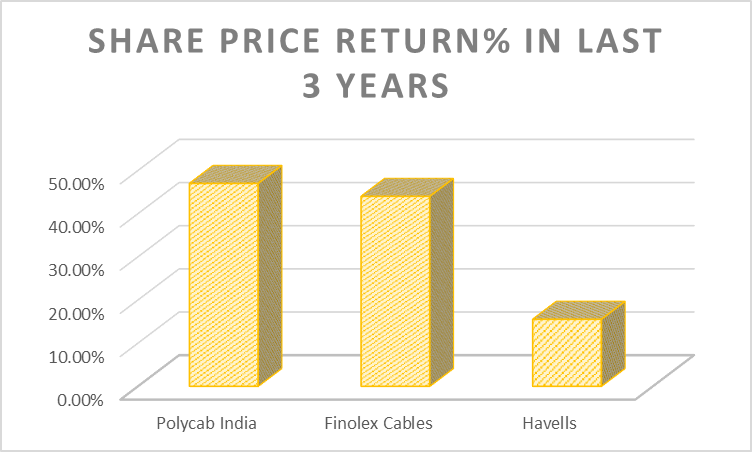 SHARE PRICE RETURN% IN LAST
3 YEARS
50.00%
40.00%
30.00%
20.00%
10.00%
0.00%
Polycab India Finolex Cables Havells